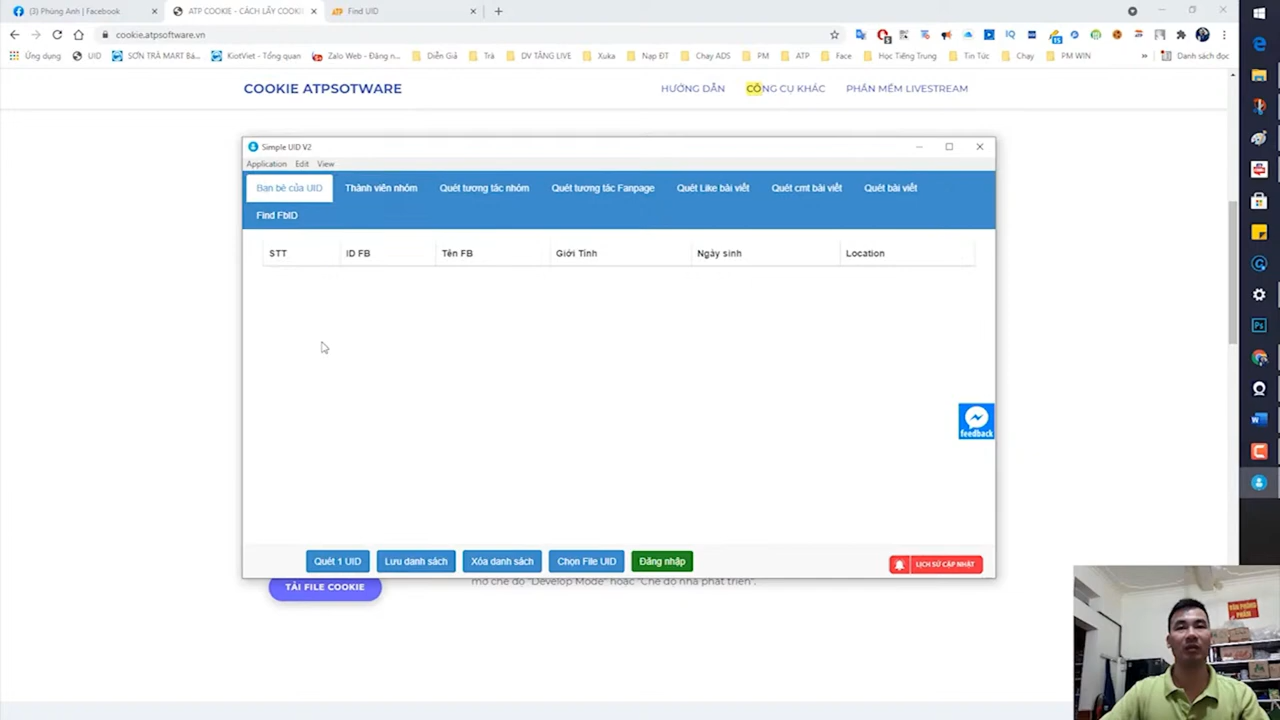 (3) Phùng Anh | Facebook
ATP COOKIE - CÁCH LẤY COOKI
Find UID
cookie.atpsoftware.vn
Ứng dụng
UID
SƠN TRÀ MART Bá...
KiotViet - Tổng quan
Zalo Web - Đăng n...
Diễn Giả
Trà
DV TĂNG LIVE
Xuka
Nạp ĐT
Chay ADS
PM
ATP
Face
Học Tiếng Trung
Tin Tức
Chay
PM WIN
»
Danh sách đọc
COOKIE ATPSOTWARE
HƯỚNG DẪN
CÔNG CỤ KHÁC
PHẦN MỀM LIVESTREAM
Simple UID V2
Application Edit View
Bạn bè của UID
Thành viên nhóm
Quét tương tác nhóm
Quét tương tác Fanpage
Quét Like bài viết
Quét cmt bài viết
Quét bài viết
Find FbID
STT
ID FB
Tên FB
Giới Tính
Ngày sinh
Location
feedback
Quét 1 UID
Lưu danh sách
Xóa danh sách
Chọn File UID
Đăng nhập
LỊCH SỬ CẬP NHẬT
TẢI FILE COOKIE
mở chế độ "Develop Mode" hoặc "Chế độ nhà phát triển".
VĂN PHÒNG
PHẨM